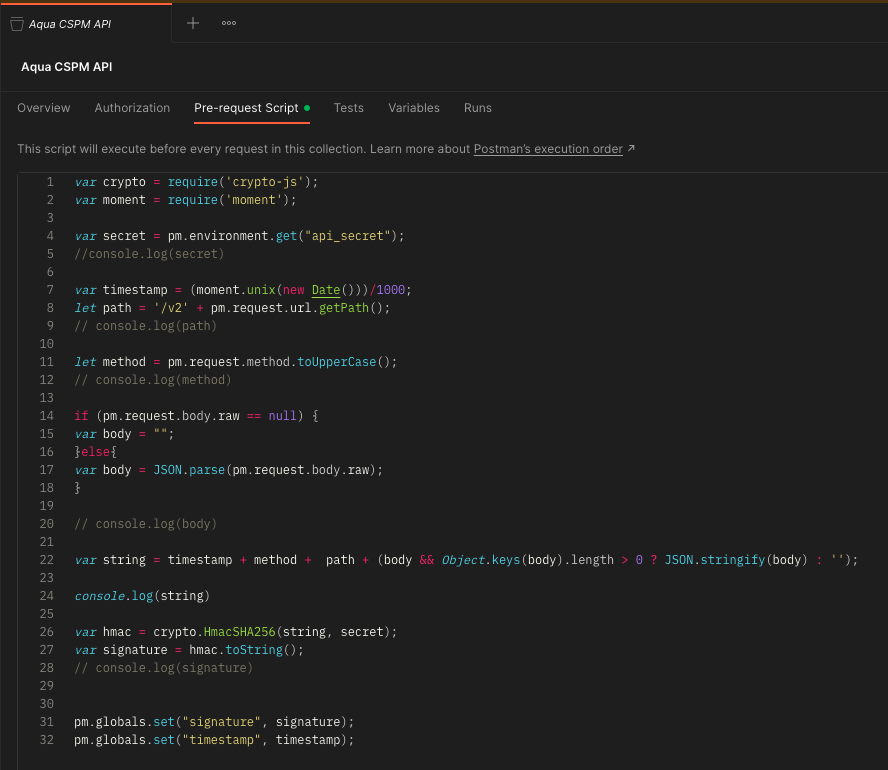 Aqua CSPM API
Aqua CSPM API
Overview Authorization Pre-request Script Tests Variables Runs
This script will execute before every request in this collection. Learn more about Postman's execution order ↗
1 var crypto = require('crypto-js');
2 var moment = require('moment');
3
4 var secret = pm.environment.get("api_secret");
5 //console.log(secret)
6
7 var timestamp = (moment.unix(new Date()))/1000;
8 let path = '/v2' + pm.request.url.getPath();
9 // console.log(path)
10
11 let method = pm.request.method.toUpperCase();
12 // console.log(method)
13
14 if (pm.request.body.raw == null) {
15 var body = "";
16 }else{
17 var body = JSON.parse(pm.request.body.raw);
18 }
19
20 // console.log(body)
21
22 var string = timestamp + method +  path + (body && Object.keys(body).length > 0 ? JSON.stringify(body) : '');
23
24 console.log(string)
25
26 var hmac = crypto.HmacSHA256(string, secret);
27 var signature = hmac.toString();
28 // console.log(signature)
29
30
31 pm.globals.set("signature", signature);
32 pm.globals.set("timestamp", timestamp);